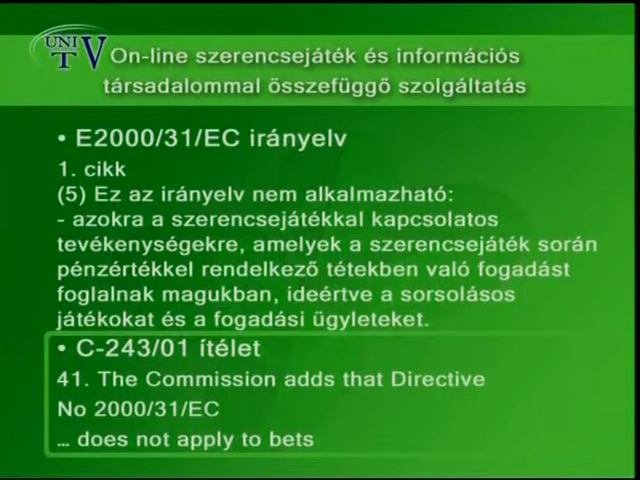 UNI TV
On-line szerencsejáték és információs
társadalommal összefüggő szolgáltatás
• E2000/31/EC irányelv
1. cikk
(5) Ez az irányelv nem alkalmazható:
- azokra a szerencsejátékkal kapcsolatos
tevékenységekre, amelyek a szerencsejáték során
pénzértékkel rendelkező tétekben való fogadást
foglalnak magukban, ideértve a sorsolásos
játékokat és a fogadási ügyleteket.
• C-243/01 ítélet
41. The Commission adds that Directive
No 2000/31/EC
... does not apply to bets